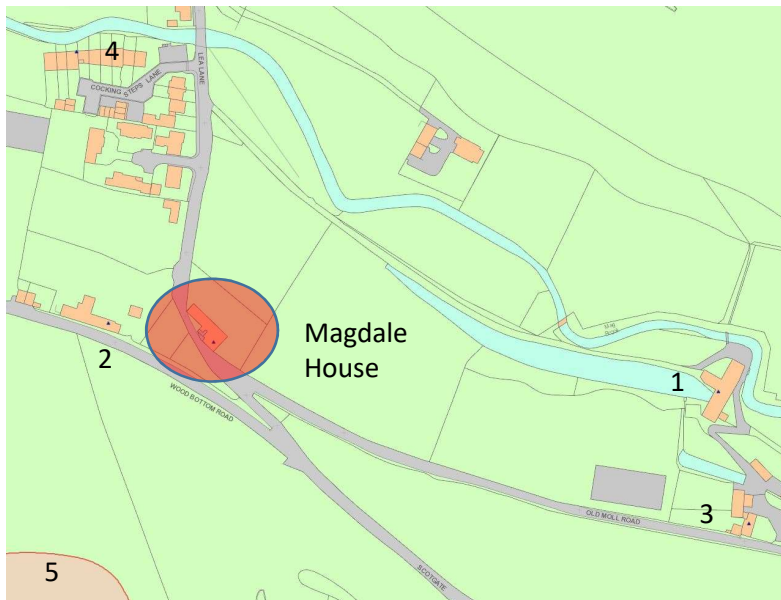 4
COCKING STEPS LANE
LEA LANE
Magdale
House
2
WOOD BOTTOM ROAD
1
OLD MOLL ROAD
3
SCOTGATE
5